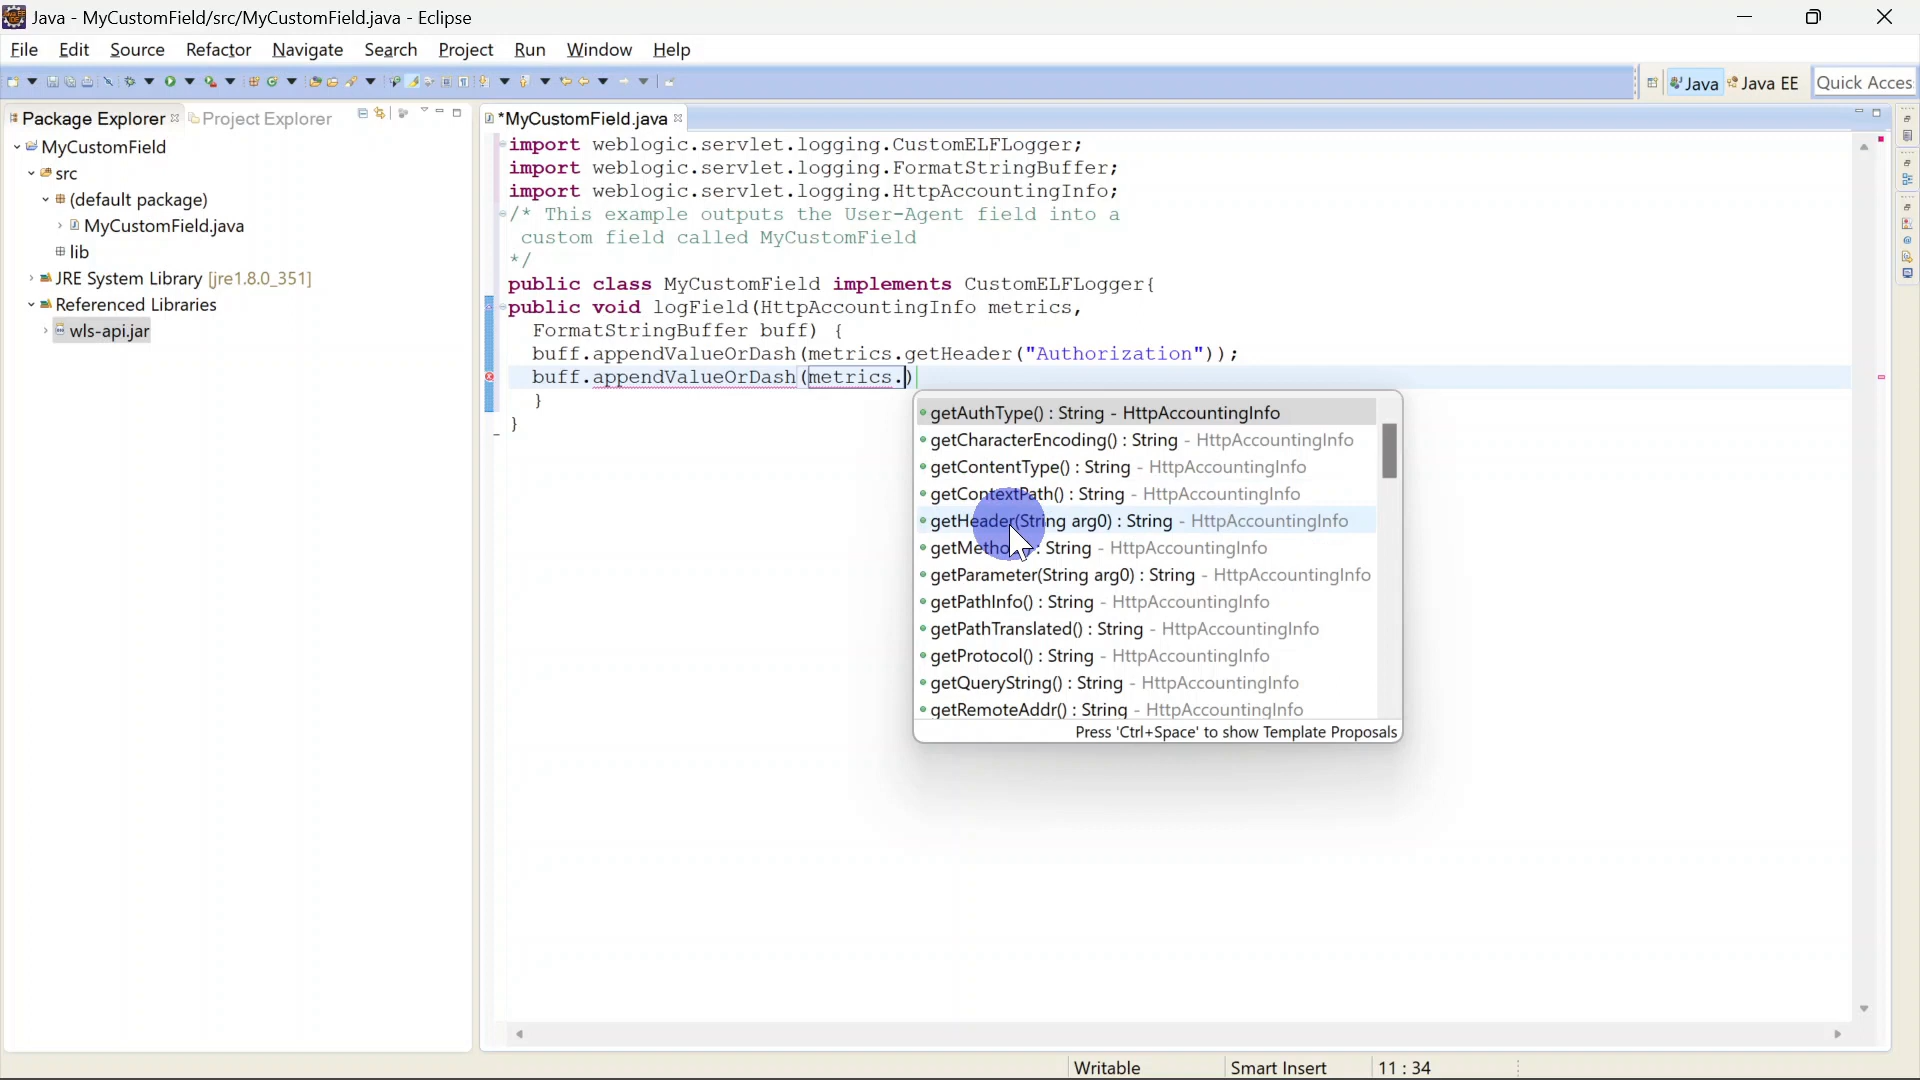 Java - MyCustomField/src/MyCustomField.java - Eclipse
File Edit Source Refactor Navigate Search Project Run Window Help
Java Java EE Quick Acces
Package Explorer Project Explorer
*MyCustomField.java
MyCustomField
src
(default package)
MyCustomField.java
lib
JRE System Library [jre1.8.0_351]
Referenced Libraries
wls-api.jar
import weblogic.servlet.logging.CustomELFLogger;
import weblogic.servlet.logging.FormatStringBuffer;
import weblogic.servlet.logging.HttpAccountingInfo;
/* This example outputs the User-Agent field into a
custom field called MyCustomField
*/
public class MyCustomField implements CustomELFLogger{
public void logField(HttpAccountingInfo metrics,
FormatStringBuffer buff) {
buff.appendValueOrDash(metrics.getHeader("Authorization"));
buff.appendValueOrDash(metrics.)
}
}
getAuthType() : String - HttpAccountingInfo
getCharacterEncoding() : String - HttpAccountingInfo
getContentType() : String - HttpAccountingInfo
getContextPath() : String - HttpAccountingInfo
getHeader(String arg0) : String - HttpAccountingInfo
getMethod() : String - HttpAccountingInfo
getParameter(String arg0) : String - HttpAccountingInfo
getPathInfo() : String - HttpAccountingInfo
getPathTranslated() : String - HttpAccountingInfo
getProtocol() : String - HttpAccountingInfo
getQueryString() : String - HttpAccountingInfo
getRemoteAddr() : String - HttpAccountingInfo
Press 'Ctrl+Space' to show Template Proposals
Writable Smart Insert 11 : 34